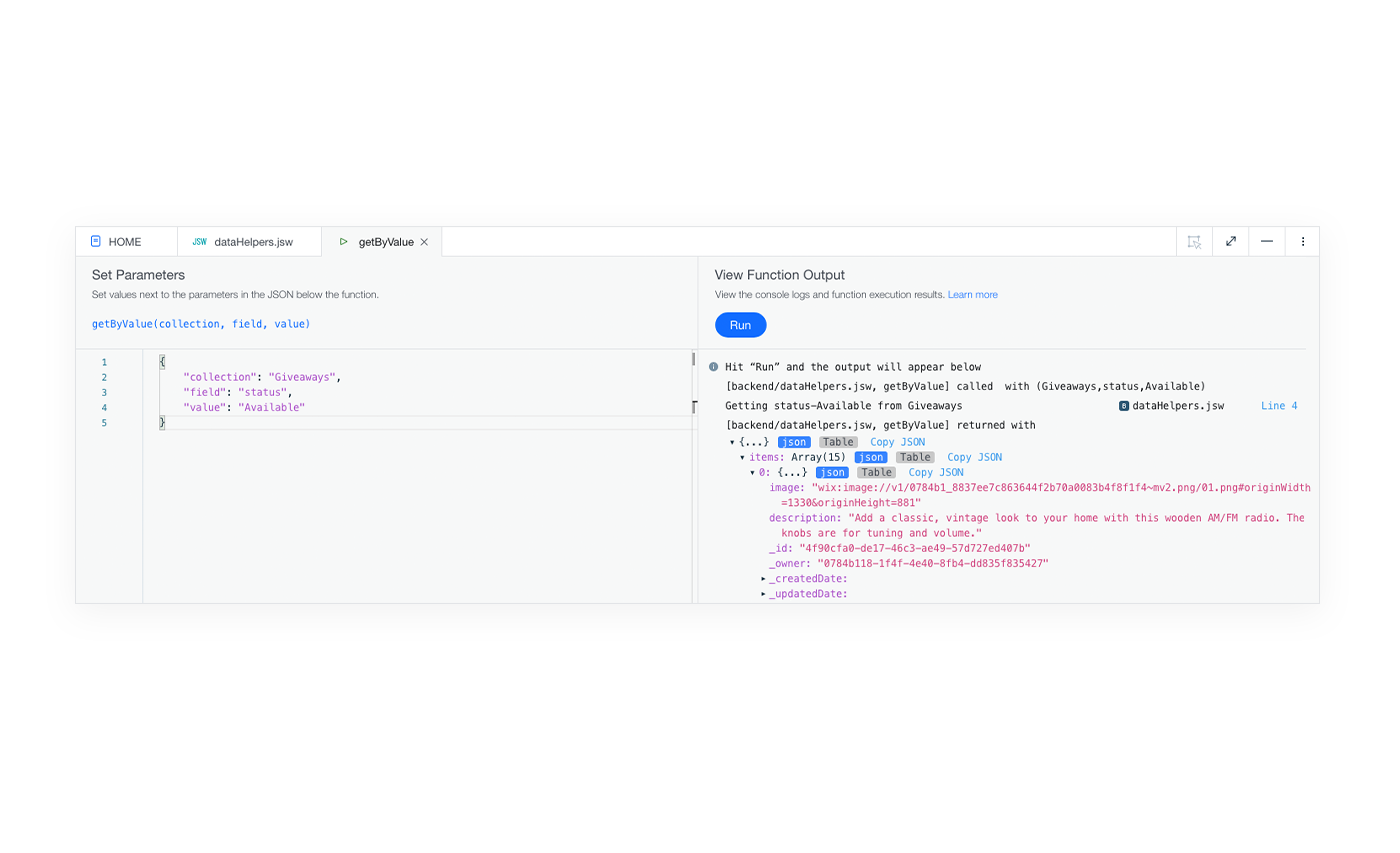 HOME
JSW dataHelpers.jsw
getByValue
Set Parameters
Set values next to the parameters in the JSON below the function.
getByValue(collection, field, value)
1 {
2 "collection": "Giveaways",
3 "field": "status",
4 "value": "Available"
5 }
View Function Output
View the console logs and function execution results. Learn more
Run
Hit “Run” and the output will appear below
[backend/dataHelpers.jsw, getByValue] called  with (Giveaways,status,Available)
Getting status-Available from Giveaways B dataHelpers.jsw Line 4
[backend/dataHelpers.jsw, getByValue] returned with
▾ {...} json Table Copy JSON
▾ items: Array(15) json Table Copy JSON
▾ 0: {...} json Table Copy JSON
image: "wix:image://v1/0784b1_8837ee7c863644f2b70a0083b4f8f1f4~mv2.png/01.png#originWidth
=1330&originHeight=881"
description: "Add a classic, vintage look to your home with this wooden AM/FM radio. The
knobs are for tuning and volume."
_id: "4f90cfa0-de17-46c3-ae49-57d727ed407b"
_owner: "0784b118-1f4f-4e40-8fb4-dd835f835427"
▸ _createdDate:
▸ _updatedDate: